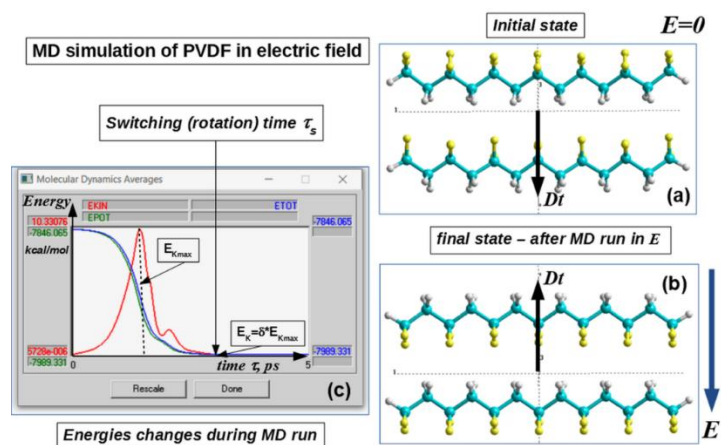 MD simulation of PVDF in electric field
Initial state
E=0
Switching (rotation) time τs
Dt
(a)
Molecular Dynamics Averages
Energy
EKIN
ETOT
EPOT
10.33076
-7846.065
-7846.065
kcal/mol
EKmax
EK=δ*EKmax
5728e-006
-7989.331
-7989.331
0
time τ, ps
5
Rescale
Done
(c)
Energies changes during MD run
final state – after MD run in E
Dt
(b)
E